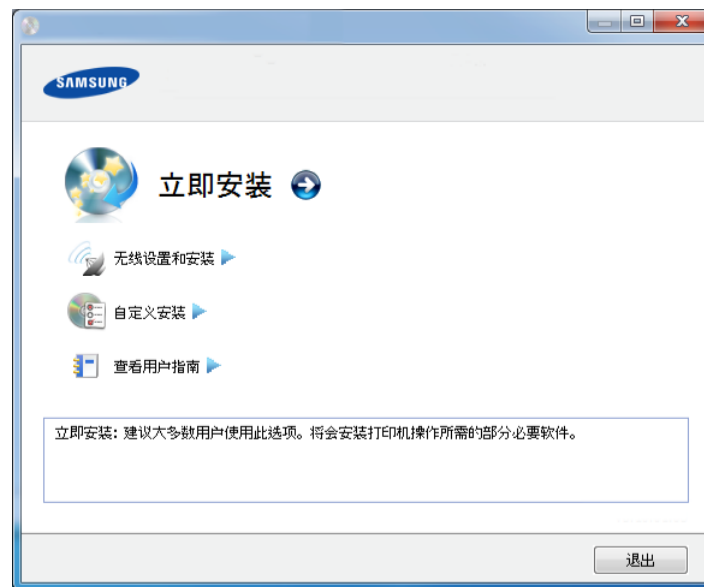 SAMSUNG
立即安装
无线设置和安装
自定义安装
查看用户指南
立即安装: 建议大多数用户使用此选项。将会安装打印机操作所需的部分必要软件。
退出